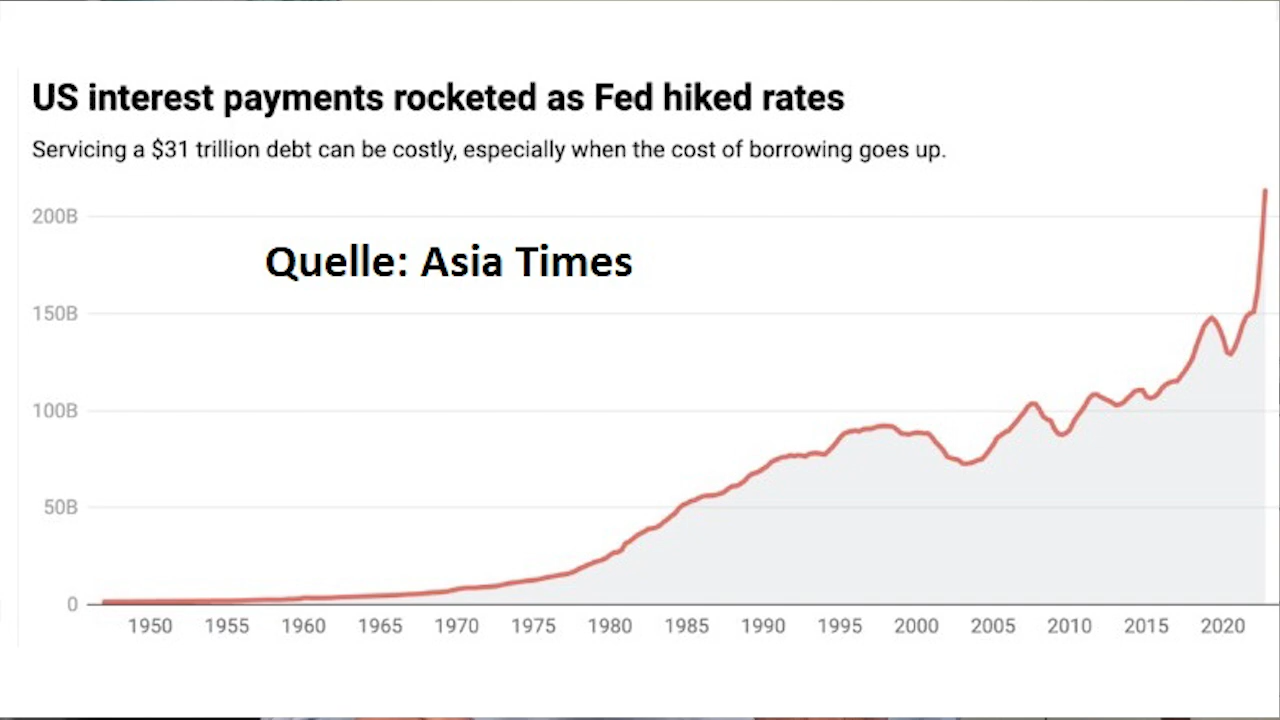 US interest payments rocketed as Fed hiked rates
Servicing a $31 trillion debt can be costly, especially when the cost of borrowing goes up.
200B
Quelle: Asia Times
150B
100B
50B
0
1950 1955 1960 1965 1970 1975 1980 1985 1990 1995 2000 2005 2010 2015 2020